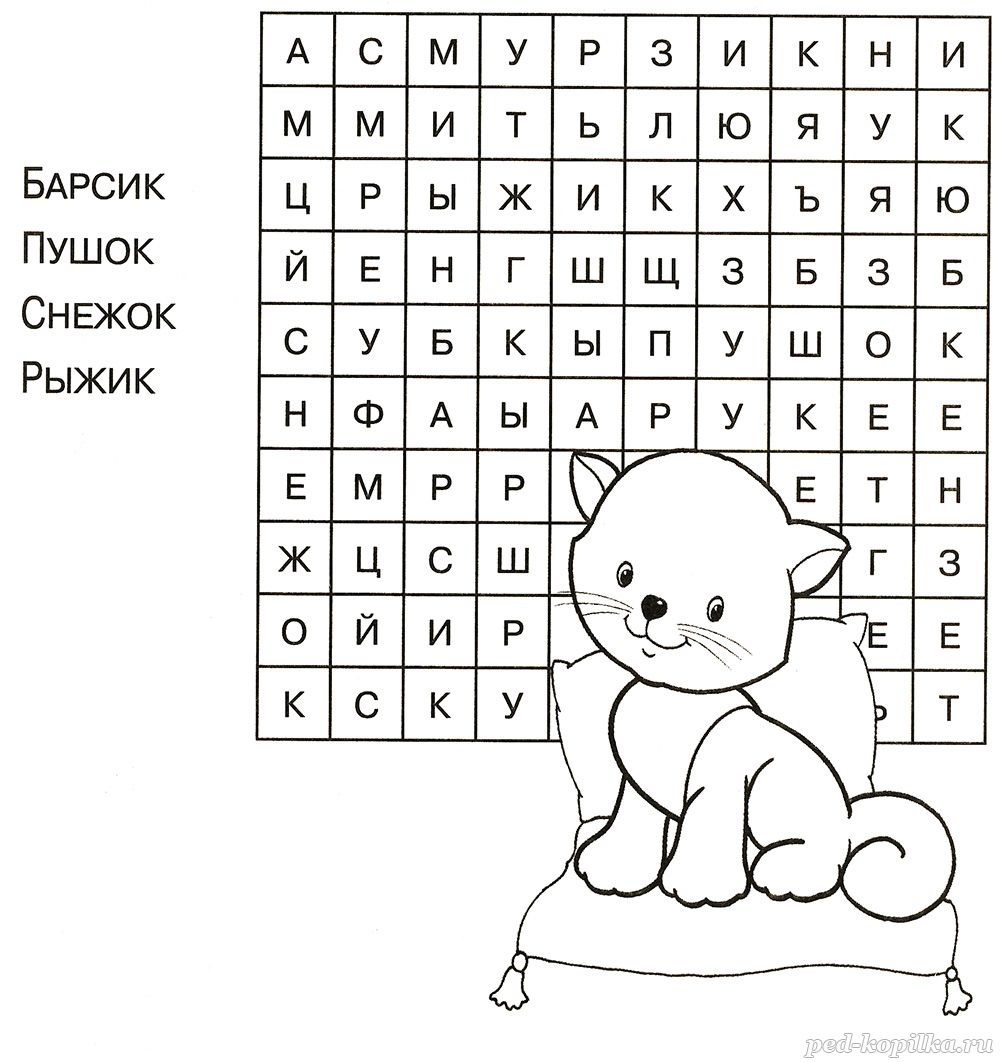 БАРСИК
ПУШОК
СНЕЖОК
РЫЖИК
А С М У Р З И К Н И
М М И Т Ь Л Ю Я У К
Ц Р Ы Ж И К Х Ъ Я Ю
Й Е Н Г Ш Щ З Б З Б
С У Б К Ы П У Ш О К
Н Ф А Ы А Р У К Е Е
Е М Р Р Е Т Н
Ж Ц С Ш Г З
О Й И Р Е Е
К С К У Т
ped-kopilka.ru